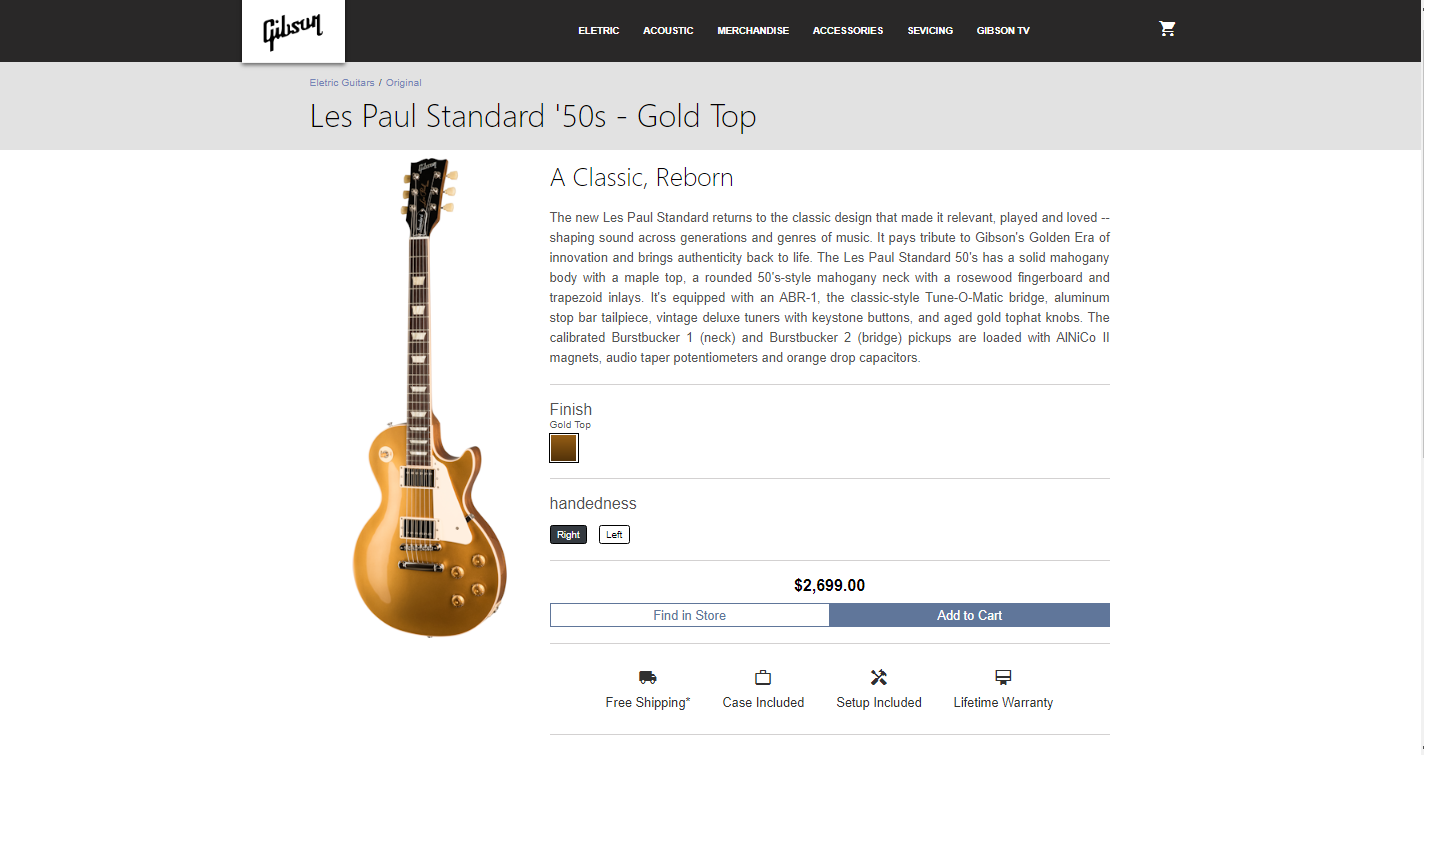 Gibson
ELETRIC ACOUSTIC MERCHANDISE ACCESSORIES SEVICING GIBSON TV
Eletric Guitars / Original
Les Paul Standard '50s - Gold Top
Gibson
A Classic, Reborn
The new Les Paul Standard returns to the classic design that made it relevant, played and loved --
shaping sound across generations and genres of music. It pays tribute to Gibson's Golden Era of
innovation and brings authenticity back to life. The Les Paul Standard 50's has a solid mahogany
body with a maple top, a rounded 50's-style mahogany neck with a rosewood fingerboard and
trapezoid inlays. It's equipped with an ABR-1, the classic-style Tune-O-Matic bridge, aluminum
stop bar tailpiece, vintage deluxe tuners with keystone buttons, and aged gold tophat knobs. The
calibrated Burstbucker 1 (neck) and Burstbucker 2 (bridge) pickups are loaded with AlNiCo II
magnets, audio taper potentiometers and orange drop capacitors.
Finish
Gold Top
handedness
Right Left
$2,699.00
Find in Store Add to Cart
Free Shipping* Case Included Setup Included Lifetime Warranty